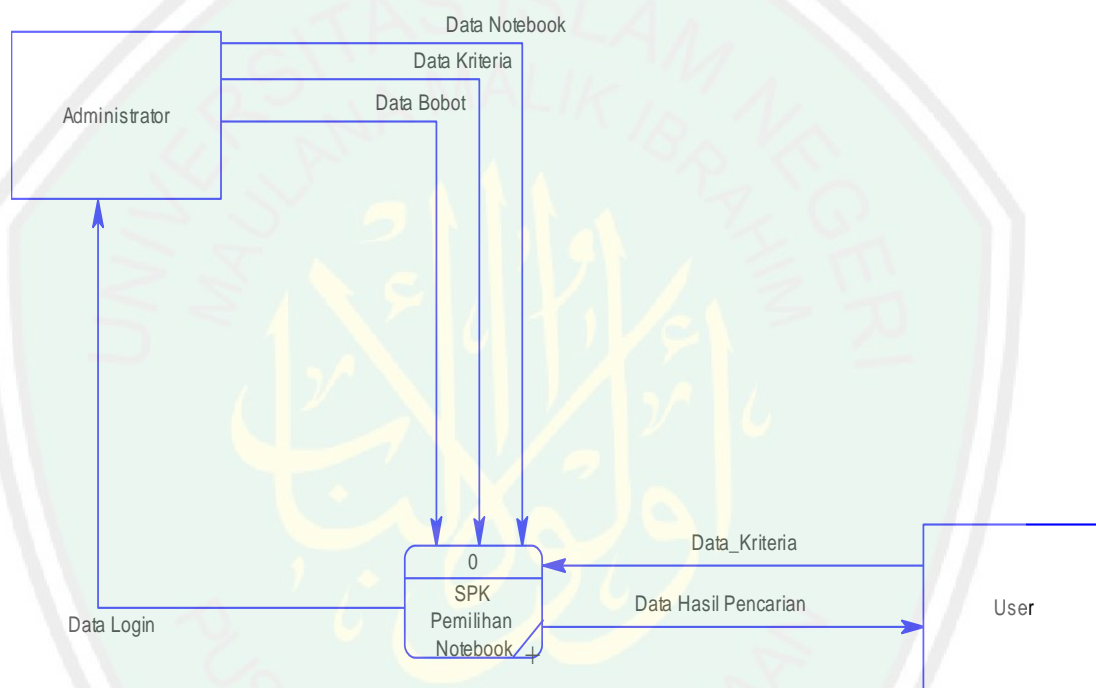 Data Notebook
Data Kriteria
Data Bobot
Administrator
UNIVERSITAS ISLAM NEGERI
MAULANA MALIK IBRAHIM
0
SPK
Pemilihan
Notebook
Data_Kriteria
Data Hasil Pencarian
User
Data Login